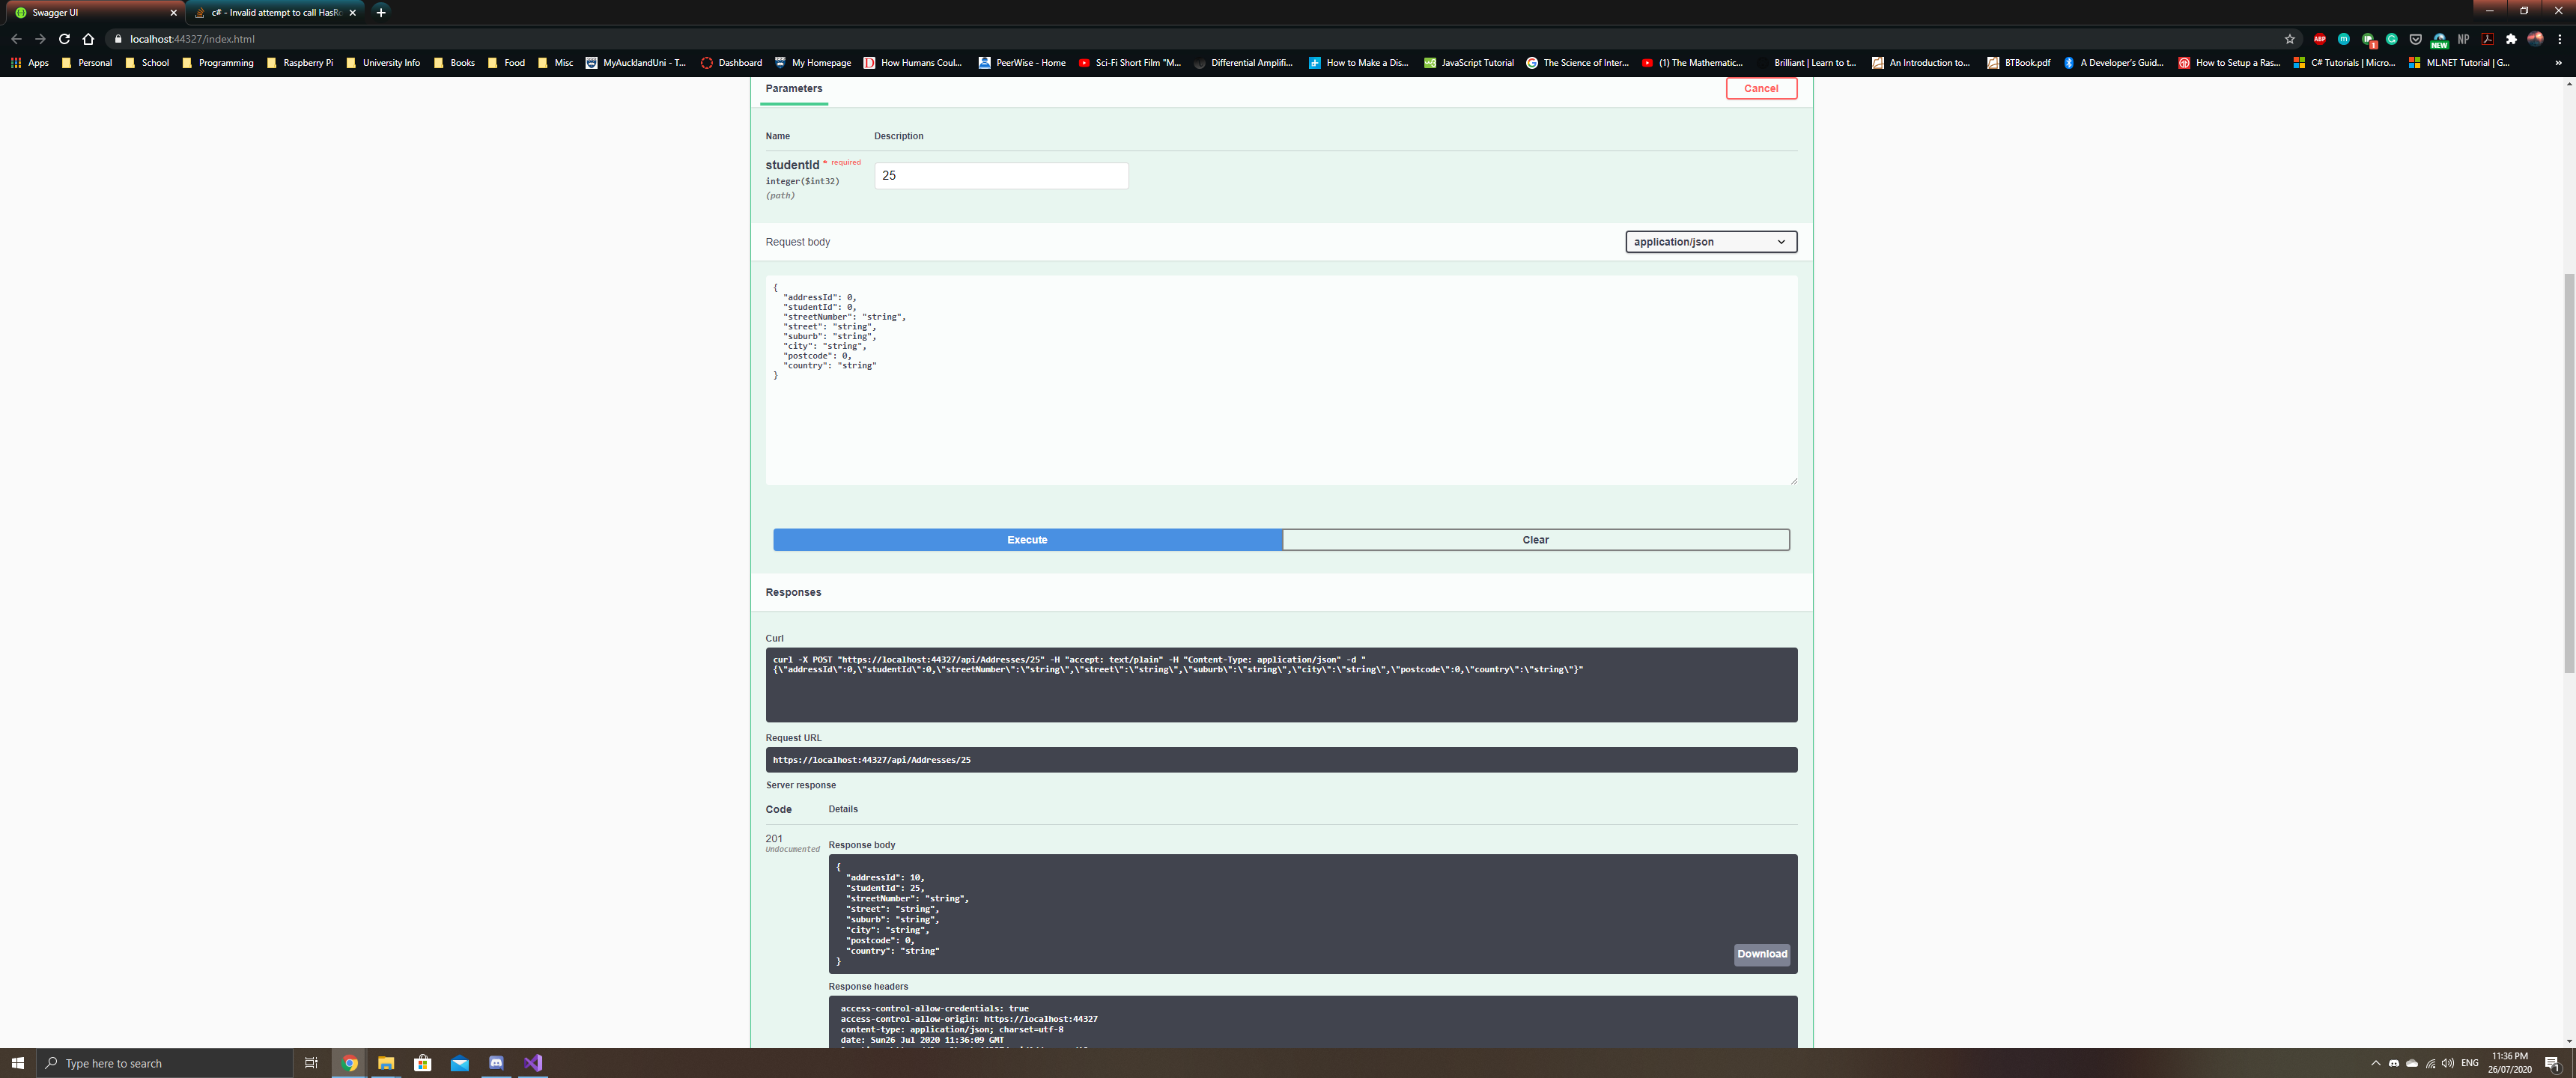 Swagger UI
c# - Invalid attempt to call HasRo
localhost:44327/index.html
ABP
NEW
NP
Apps
Personal
School
Programming
Raspberry Pi
University Info
Books
Food
Misc
MyAucklandUni - T...
Dashboard
My Homepage
How Humans Coul...
PeerWise - Home
Sci-Fi Short Film "M...
Differential Amplifi...
How to Make a Dis...
JavaScript Tutorial
The Science of Inter...
(1) The Mathematic...
Brilliant | Learn to t...
An Introduction to...
BTBook.pdf
A Developer's Guid...
How to Setup a Ras...
C# Tutorials | Micro...
ML.NET Tutorial | G...
»
Parameters
Cancel
Name
Description
studentId * required
25
integer($int32)
(path)
Request body
application/json
{
"addressId": 0,
"studentId": 0,
"streetNumber": "string",
"street": "string",
"suburb": "string",
"city": "string",
"postcode": 0,
"country": "string"
}
Execute
Clear
Responses
Curl
curl -X POST "https://localhost:44327/api/Addresses/25" -H "accept: text/plain" -H "Content-Type: application/json" -d "
{\"addressId\":0,\"studentId\":0,\"streetNumber\":\"string\",\"street\":\"string\",\"suburb\":\"string\",\"city\":\"string\",\"postcode\":0,\"country\":\"string\"}"
Request URL
https://localhost:44327/api/Addresses/25
Server response
Code
Details
201
Undocumented
Response body
{
"addressId": 10,
"studentId": 25,
"streetNumber": "string",
"street": "string",
"suburb": "string",
"city": "string",
"postcode": 0,
"country": "string"
}
Download
Response headers
access-control-allow-credentials: true
access-control-allow-origin: https://localhost:44327
content-type: application/json; charset=utf-8
date: Sun26 Jul 2020 11:36:09 GMT
Type here to search
ENG
11:36 PM
26/07/2020
1